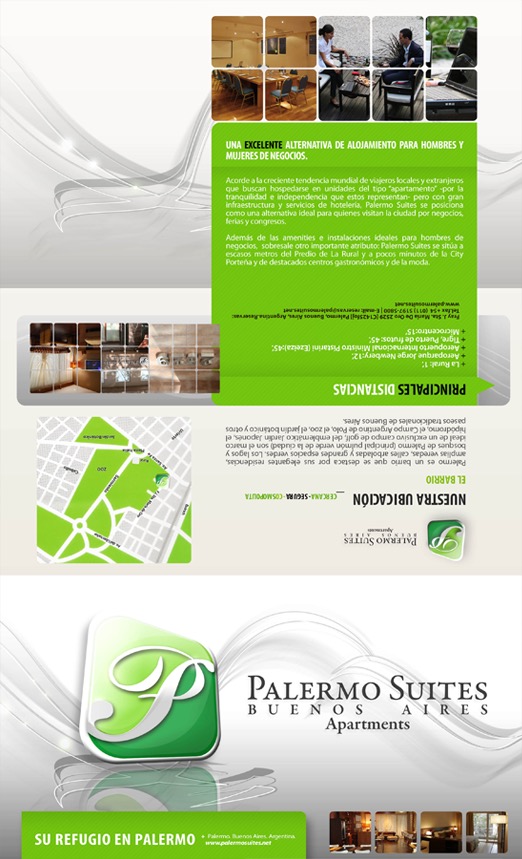 UNA EXCELENTE ALTERNATIVA DE ALOJAMIENTO PARA HOMBRES Y
MUJERES DE NEGOCIOS.
Acorde a la creciente tendencia mundial de viajeros locales y extranjeros
que buscan hospedarse en unidades del tipo "apartamento" -por la
tranquilidad e independencia que estos representan- pero con gran
infraestructura y servicios de hotelería, Palermo Suites se posiciona
como una alternativa ideal para quienes visitan la ciudad por negocios,
ferias y congresos.
Además de las amenities e instalaciones ideales para hombres de
negocios, sobresale otro importante atributo: Palermo Suites se sitúa a
escasos metros del Predio de La Rural y a pocos minutos de la City
Porteña y de destacados centros gastronómicos y de la moda.
PALERMO SUITES
BUENOS AIRES
Apartments
NUESTRA UBICACIÓN
CERCANA-SEGURA-COSMOPOLITA
EL BARRIO
Palermo es un barrio que se destaca por sus elegantes residencias,
amplias veredas, calles arboladas y grandes espacios verdes. Los lagos y
bosques de Palermo (principal pulmón verde de la ciudad) son el marco
ideal de un exclusivo campo de golf, del emblemático Jardín Japonés, el
hipódromo, el Campo Argentino de Polo, el zoo, el jardín botánico y otros
paseos tradicionales de Buenos Aires.
ZOO
PRINCIPALES DISTANCIAS
+ La Rural: 1';
+ Aeroparque Jorge Newbery:12';
+ Aeropuerto Internacional Ministro Pistarini (Ezeiza):45';
+ Tigre, Puerto de frutos: 45';
+ Microcentro:15'
Fray J. Sta. María De Oro 2529 [C1425FOJ] Palermo, Buenos Aires, Argentina Reservas:
Telfax +54 (011) 5197-5800 | E-mail: reservas@palermosuites.net
www.palermosuites.net
PALERMO SUITES
BUENOS AIRES
Apartments
SU REFUGIO EN PALERMO
+ Palermo. Buenos Aires. Argentina.
www.palermosuites.net